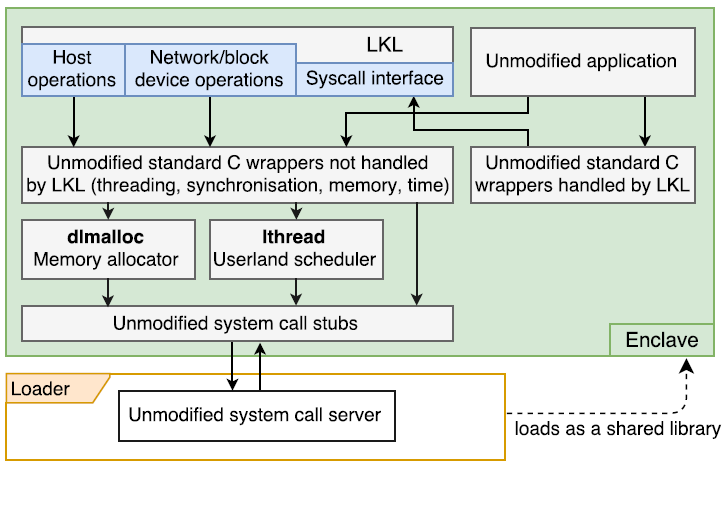 LKL
Host
operations
Network/block
device operations
Syscall interface
Unmodified application
Unmodified standard C wrappers not handled
by LKL (threading, synchronisation, memory, time)
Unmodified standard C
wrappers handled by LKL
dlmalloc
Memory allocator
lthread
Userland scheduler
Unmodified system call stubs
Enclave
Loader
Unmodified system call server
loads as a shared library